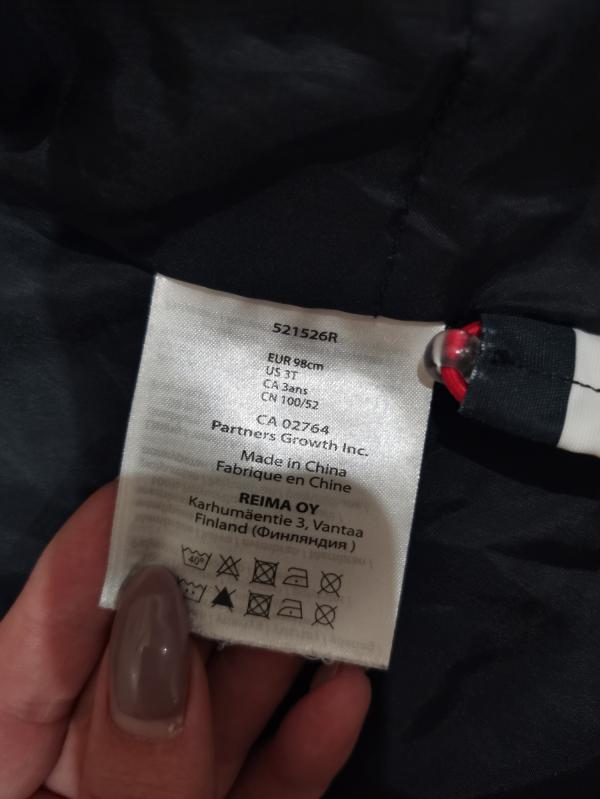 521526R
EUR 98cm
US 3T
CA 3ans
CN 100/52
CA 02764
Partners Growth Inc.
Made in China
Fabrique en Chine
REIMA OY
Karhumäentie 3, Vantaa
Finland (Финляндия )
40°